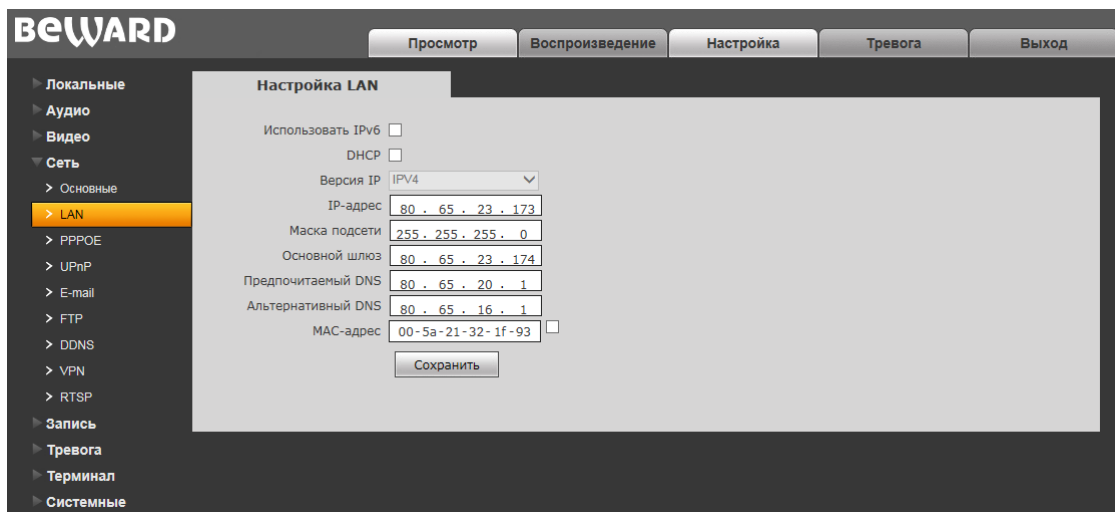 BEWARD
Просмотр
Воспроизведение
Настройка
Тревога
Выход
Локальные
Аудио
Видео
Сеть
Основные
LAN
PPPOE
UPnP
E-mail
FTP
DDNS
VPN
RTSP
Запись
Тревога
Терминал
Системные
Настройка LAN
Использовать IPv6
DHCP
Версия IP IPV4
IP-адрес 80 . 65 . 23 . 173
Маска подсети 255 . 255 . 255 . 0
Основной шлюз 80 . 65 . 23 . 174
Предпочитаемый DNS 80 . 65 . 20 . 1
Альтернативный DNS 80 . 65 . 16 . 1
MAC-адрес 00-5a-21-32-1f-93
Сохранить